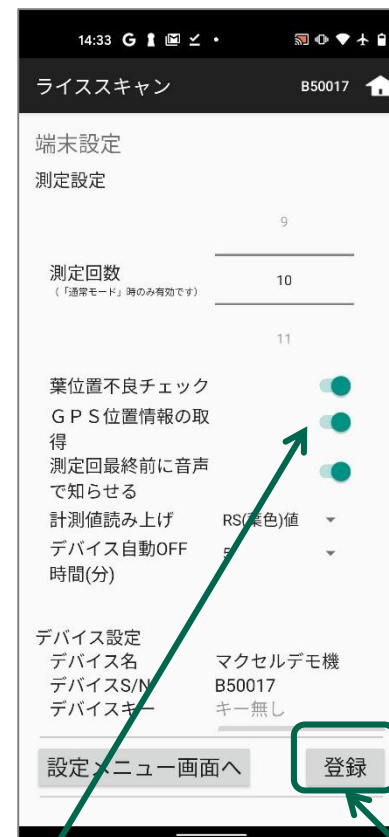 14:33 G
ライススキャン B50017
端末設定
測定設定
9
測定回数 10
(「通常モード」時のみ有効です)
11
葉位置不良チェック
GPS位置情報の取
得
測定回最終前に音声
で知らせる
計測値読み上げ RS(葉色)値
デバイス自動OFF 5
時間(分)
デバイス設定
デバイス名 マクセルデモ機
デバイスS/N B50017
デバイスキー キー無し
設定メニュー画面へ 登録